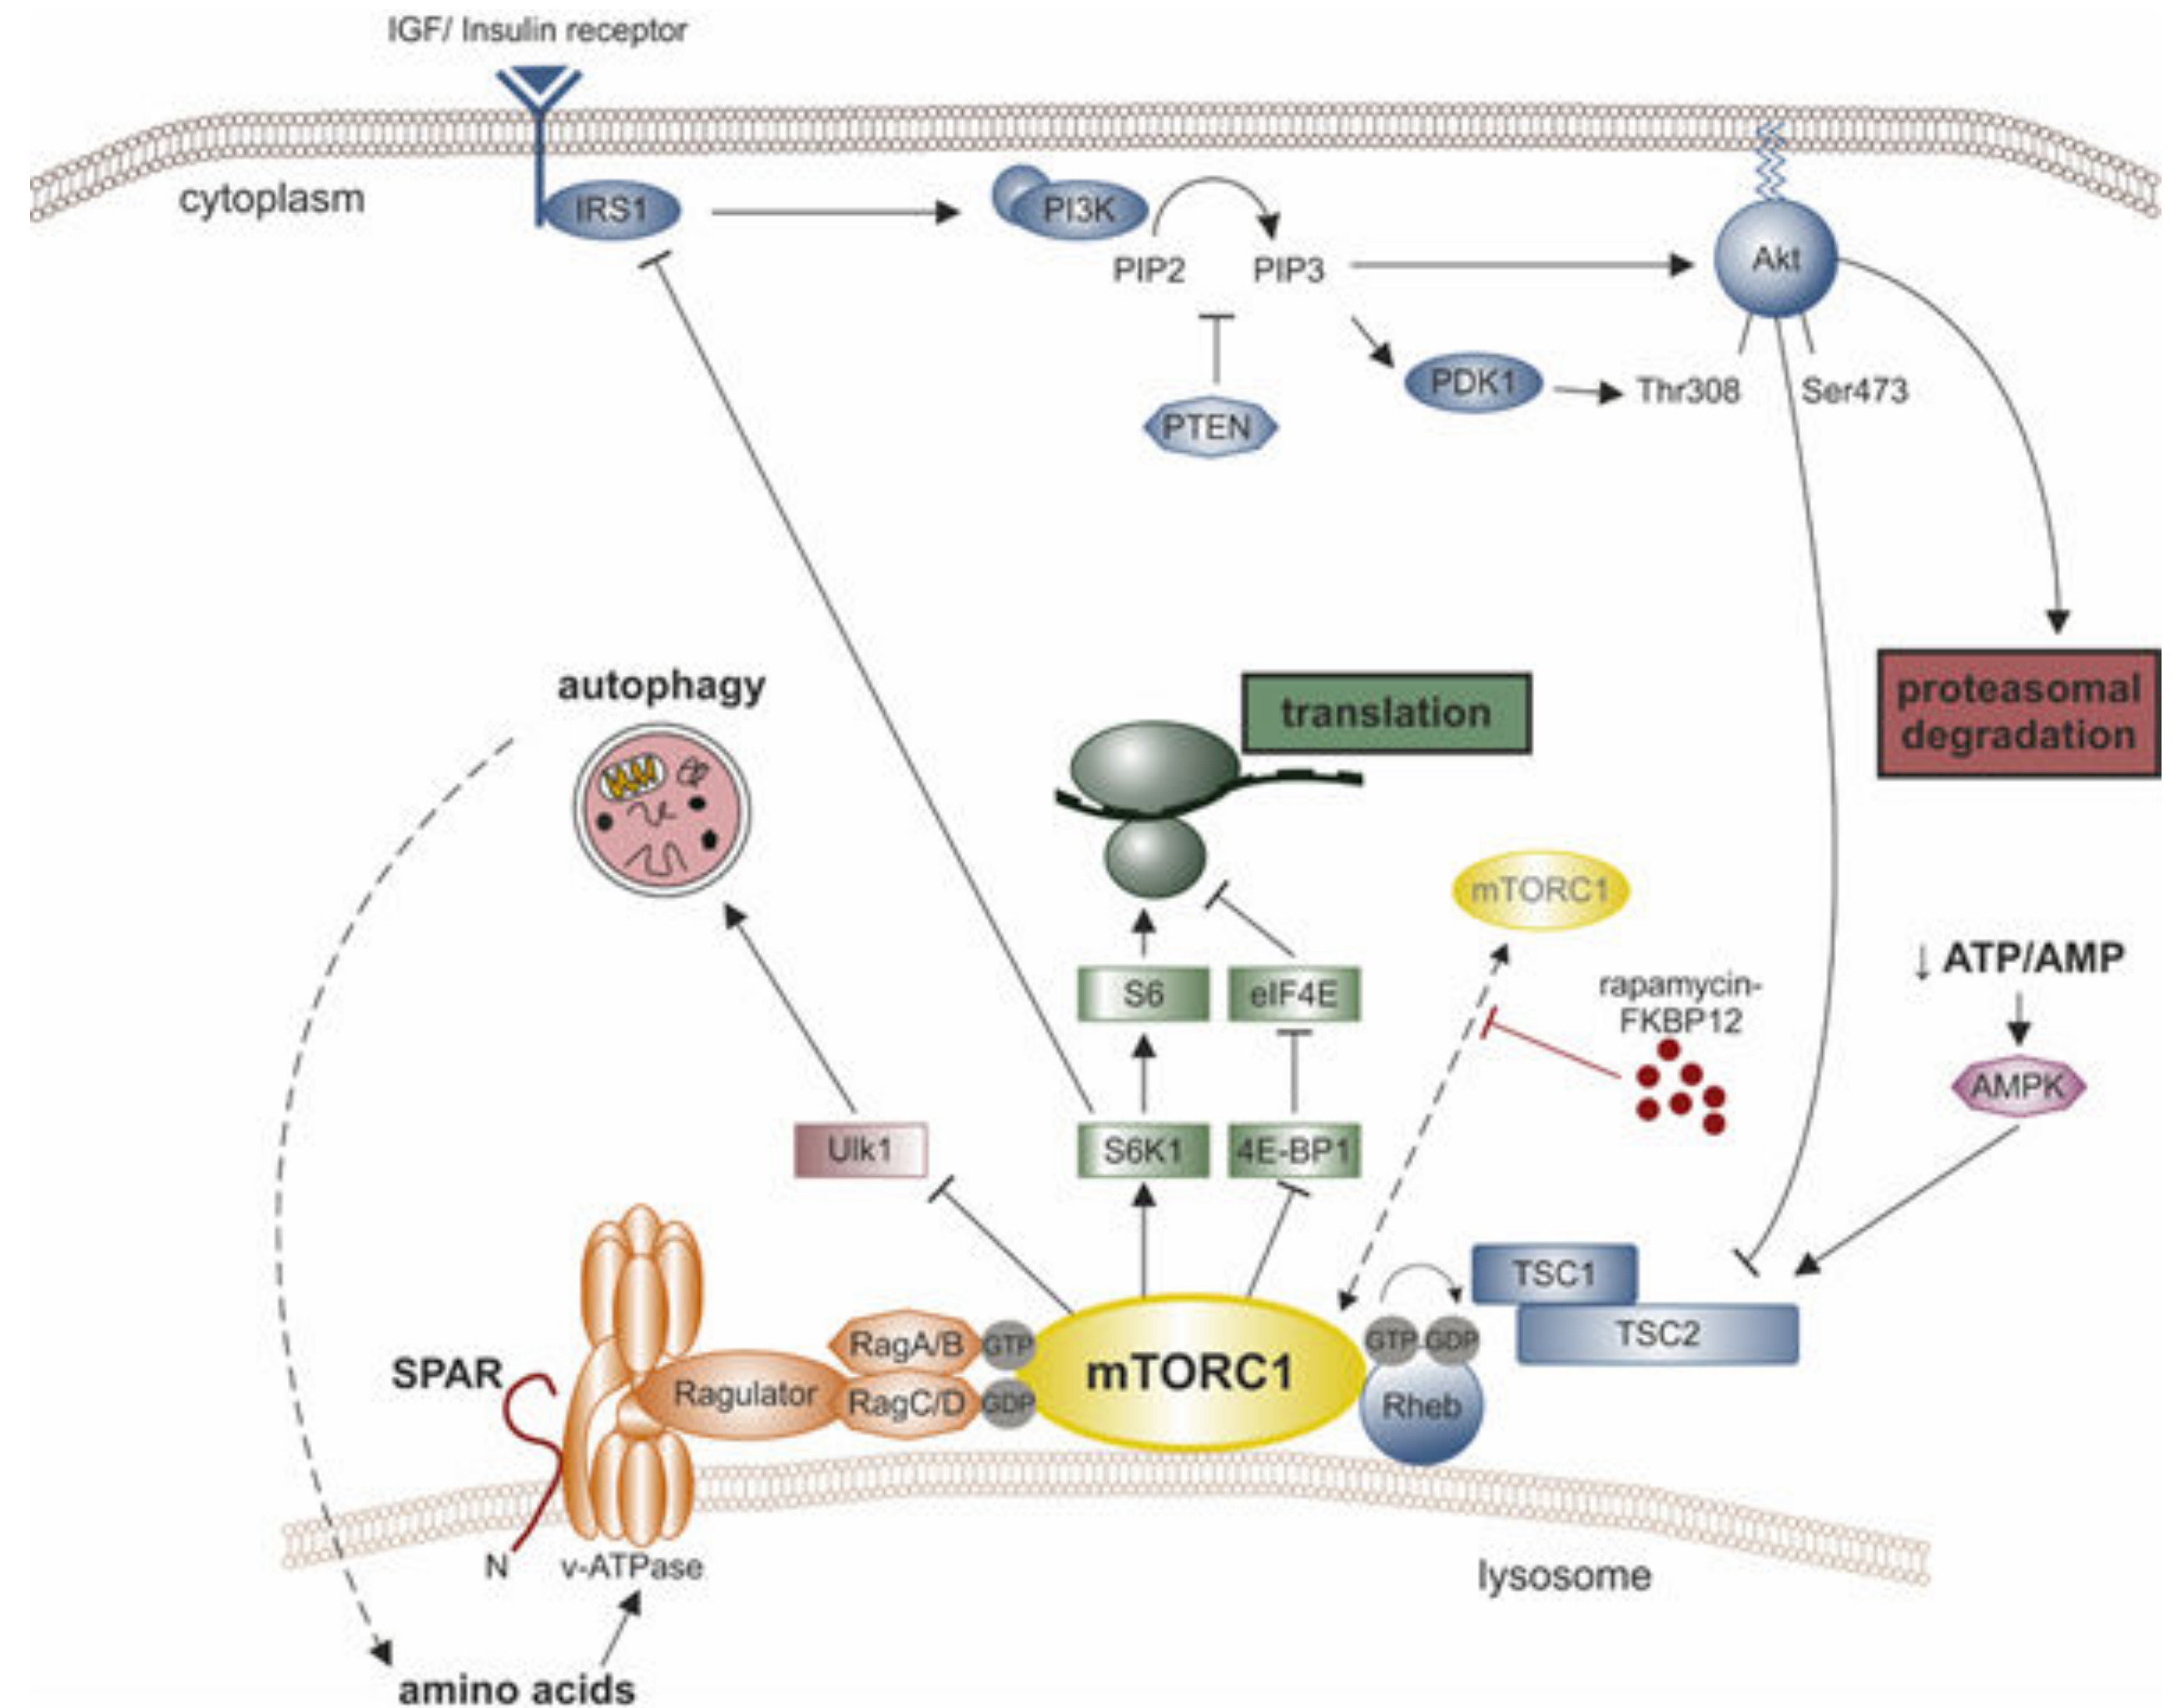 IGF/ Insulin receptor
cytoplasm
IRS1
PI3K
PIP2
PIP3
Akt
PTEN
PDK1
Thr308
Ser473
autophagy
translation
proteasomal
degradation
mTORC1
rapamycin-
FKBP12
↓ ATP/AMP
S6
eIF4E
AMPK
Ulk1
S6K1
4E-BP1
TSC1
TSC2
SPAR
Ragulator
RagA/B
GTP
RagC/D
GDP
mTORC1
GTP
GDP
Rheb
N
v-ATPase
lysosome
amino acids